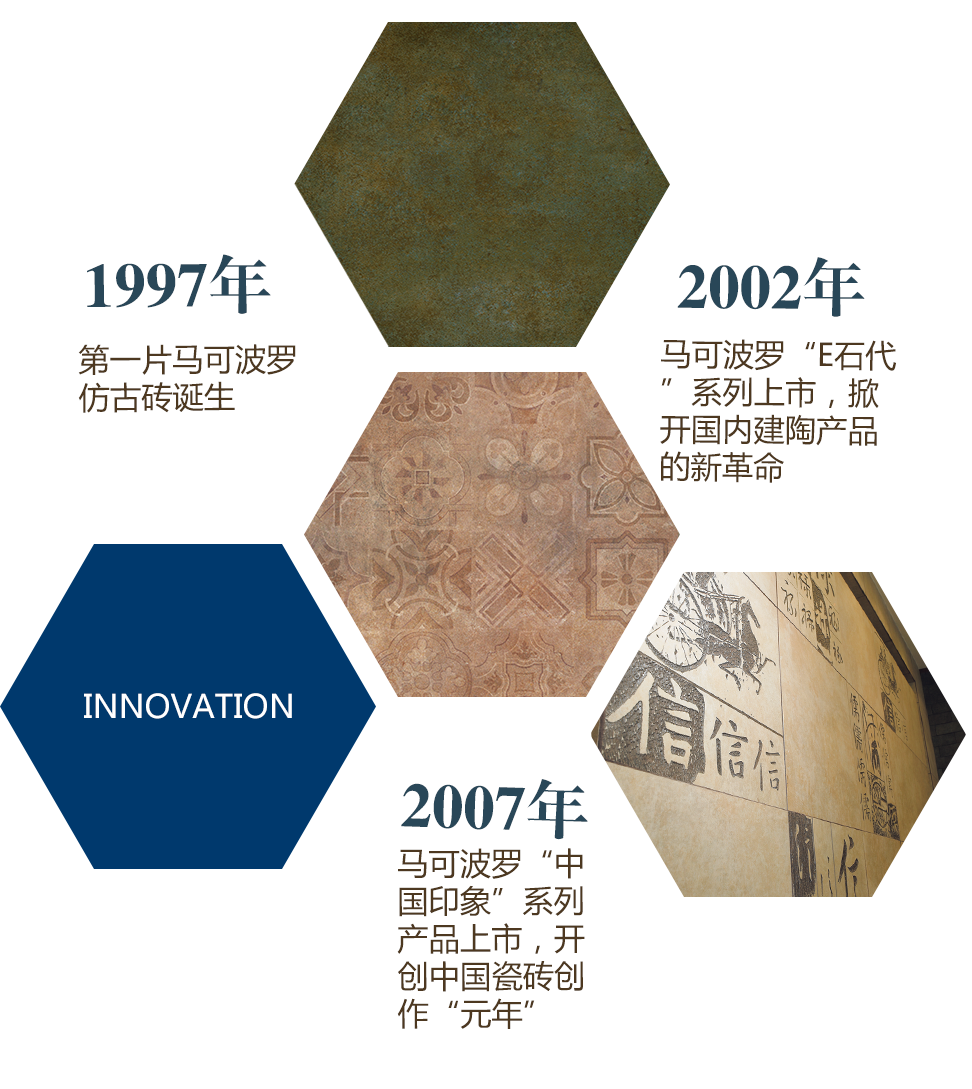 1997年
第一片马可波罗
仿古砖诞生
2002年
马可波罗“E石代
”系列上市，掀
开国内建陶产品
的新革命
INNOVATION
信
信
信
2007年
马可波罗“中
国印象”系列
产品上市，开
创中国瓷砖创
作“元年”